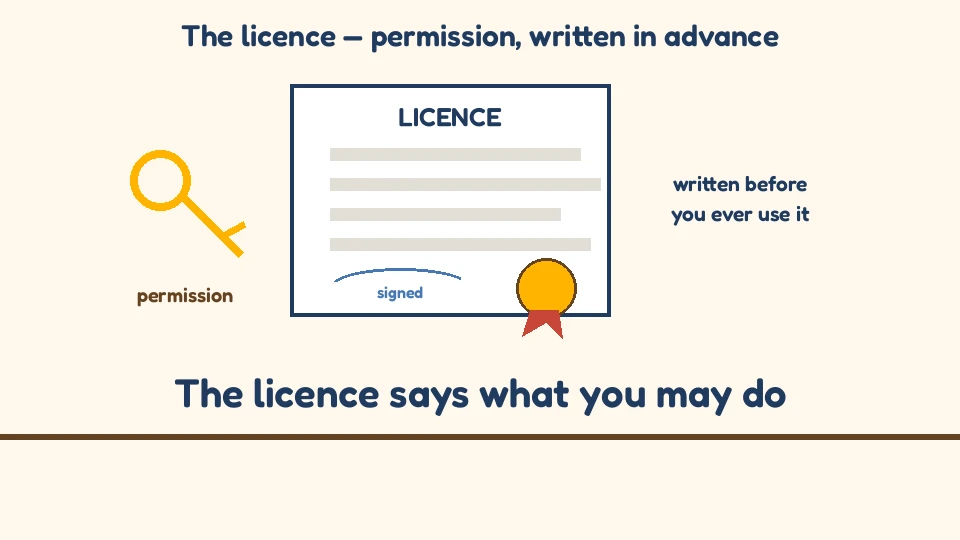 The licence — permission, written in advance
LICENCE
written before
you ever use it
signed
permission
The licence says what you may do